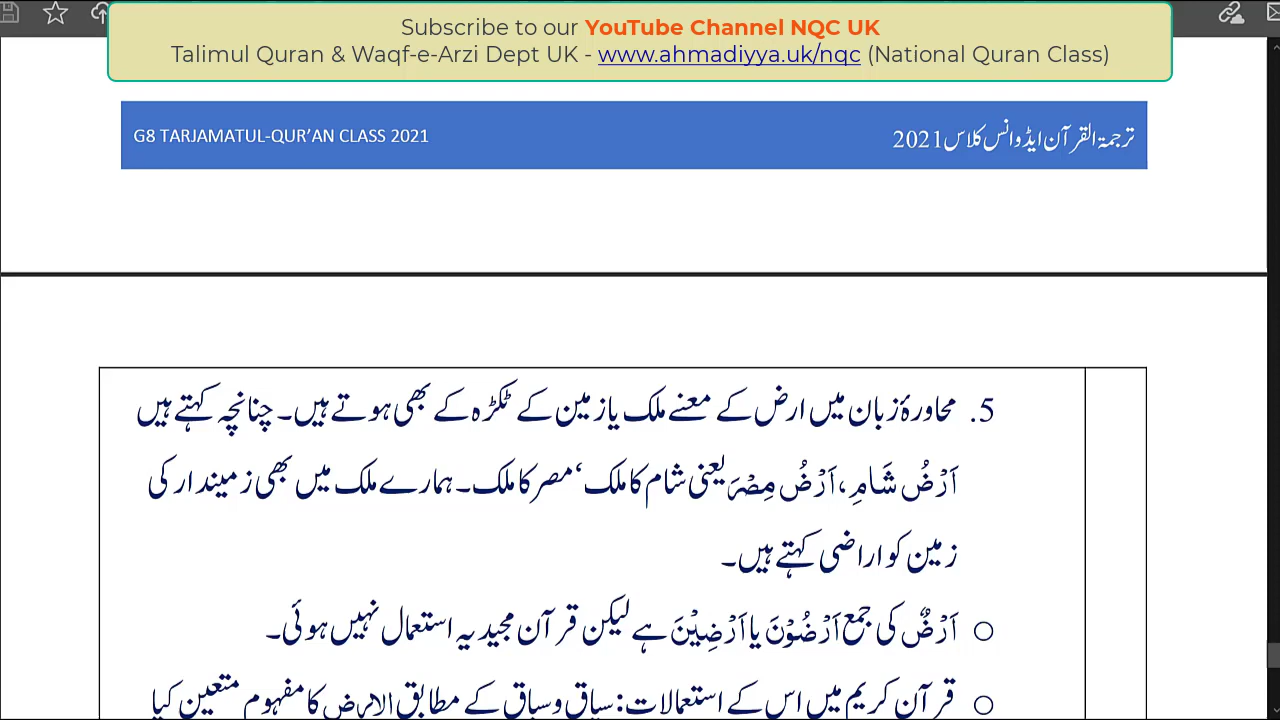 Subscribe to our YouTube Channel NQC UK
Talimul Quran & Waqf-e-Arzi Dept UK - www.ahmadiyya.uk/nqc (National Quran Class)
G8 TARJAMATUL-QUR’AN CLASS 2021
ترجمۃ القرآن ایڈوانس کلاس 2021
5. محاورۂ زبان میں ارض کے معنے ملک یا زمین کے ٹکڑہ کے بھی ہوتے ہیں۔ چنانچہ کہتے ہیں
اَرْضُ شَامِ، اَرْضُ مِصْرَ یعنی شام کا ملک‘ مصر کا ملک۔ ہمارے ملک میں بھی زمیندار کی
زمین کو اراضی کہتے ہیں۔
○ اَرْضٌ کی جمع اَرْضُوْنَ یا اَرْضِیْنَ ہے لیکن قرآن مجید یہ استعمال نہیں ہوئی۔
○ قرآن کریم میں اس کے استعمالات: سیاق و سباق کے مطابق الارض کا مفہوم متعین کیا